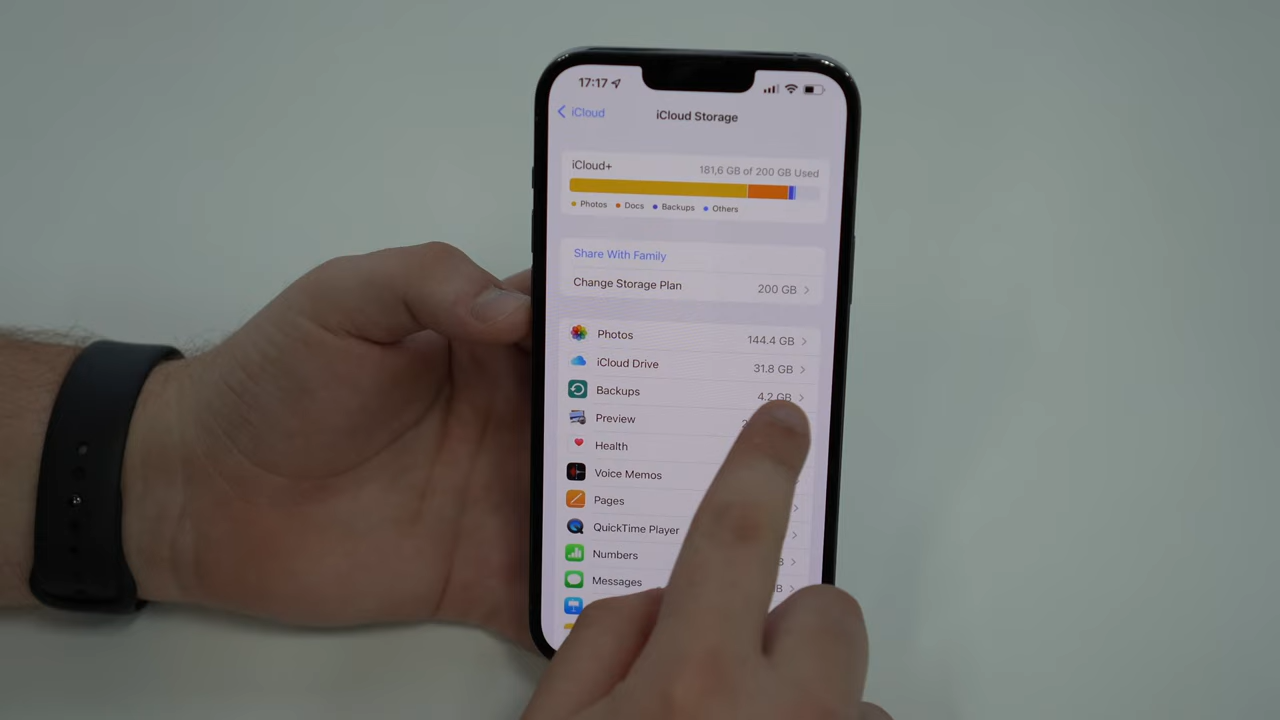 17:17
iCloud
iCloud Storage
iCloud+ 181,6 GB of 200 GB Used
Photos Docs Backups Others
Share With Family
Change Storage Plan 200 GB
Photos 144.4 GB
iCloud Drive 31.8 GB
Backups 4.2 GB
Preview
Health
Voice Memos
Pages
QuickTime Player
Numbers
Messages